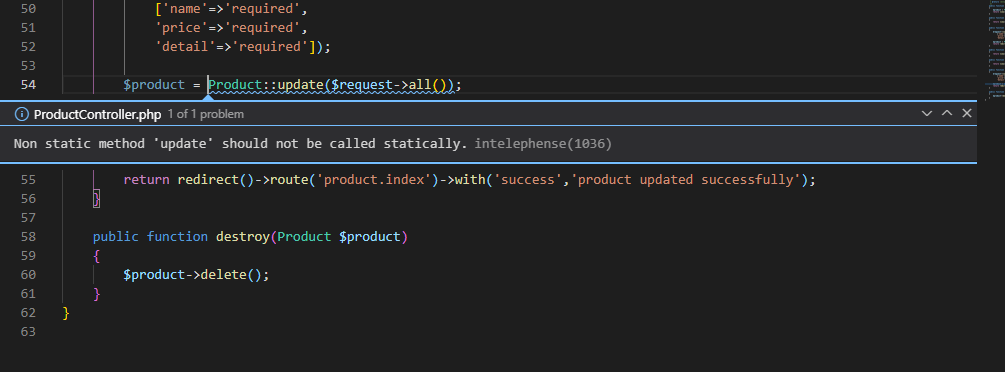 50 ['name'=>'required',
51 'price'=>'required',
52 'detail'=>'required']);
53
54 $product = Product::update($request->all());
ProductController.php 1 of 1 problem
Non static method 'update' should not be called statically. intelephense(1036)
55 return redirect()->route('product.index')->with('success','product updated successfully');
56 }
57
58 public function destroy(Product $product)
59 {
60 $product->delete();
61 }
62 }
63